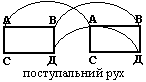 А В А В
С Д С Д
поступальний рух